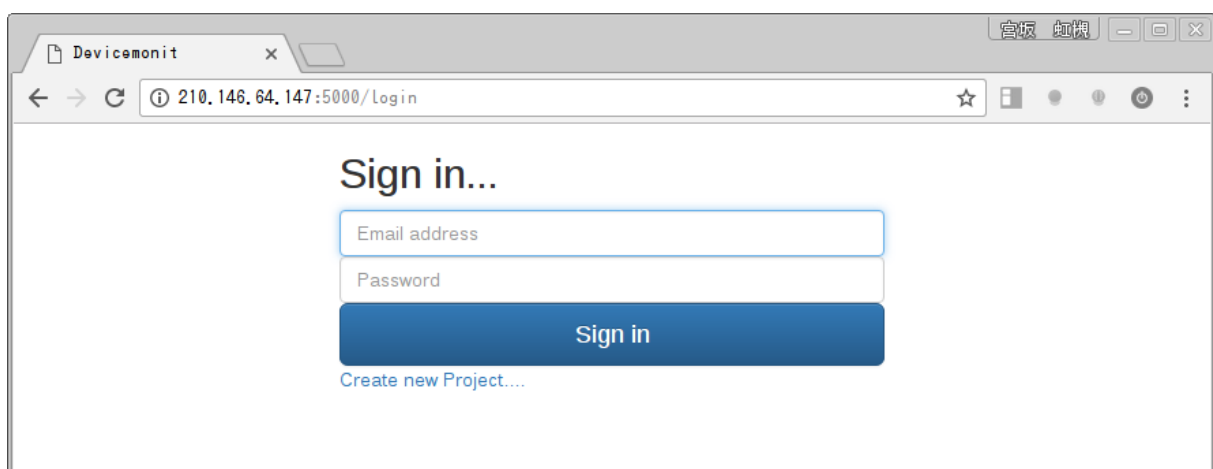 宮坂 虹槻
Devicemonit
210.146.64.147:5000/login
Sign in...
Email address
Password
Sign in
Create new Project....